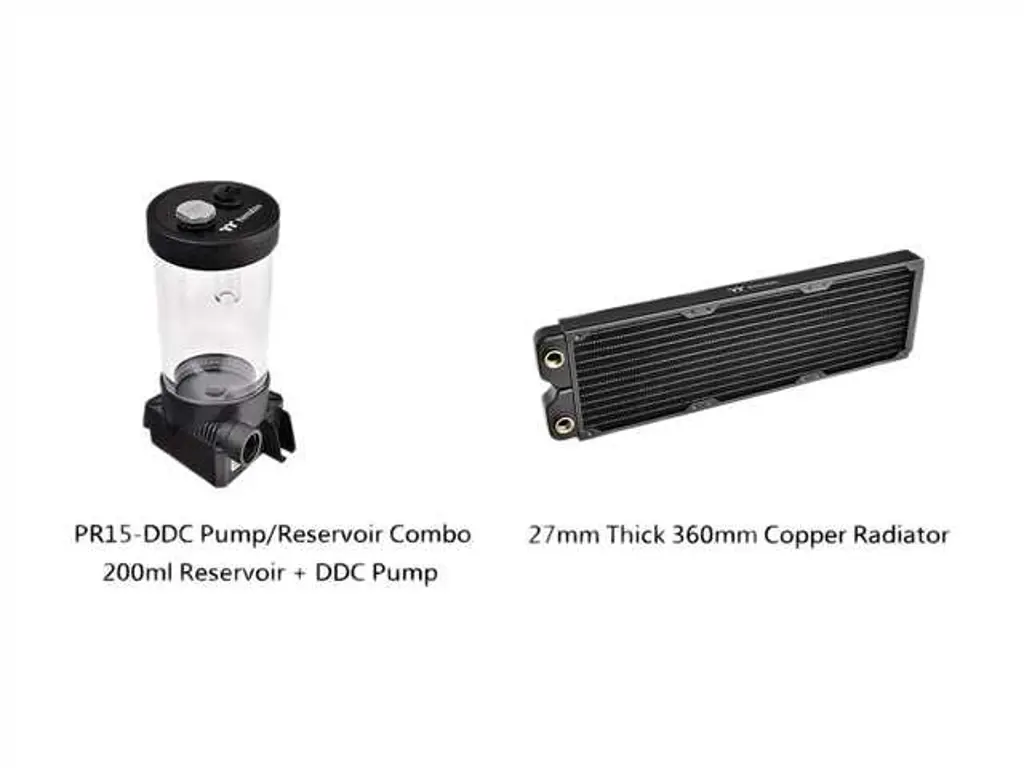 PR15-DDC Pump/Reservoir Combo
200ml Reservoir + DDC Pump
27mm Thick 360mm Copper Radiator